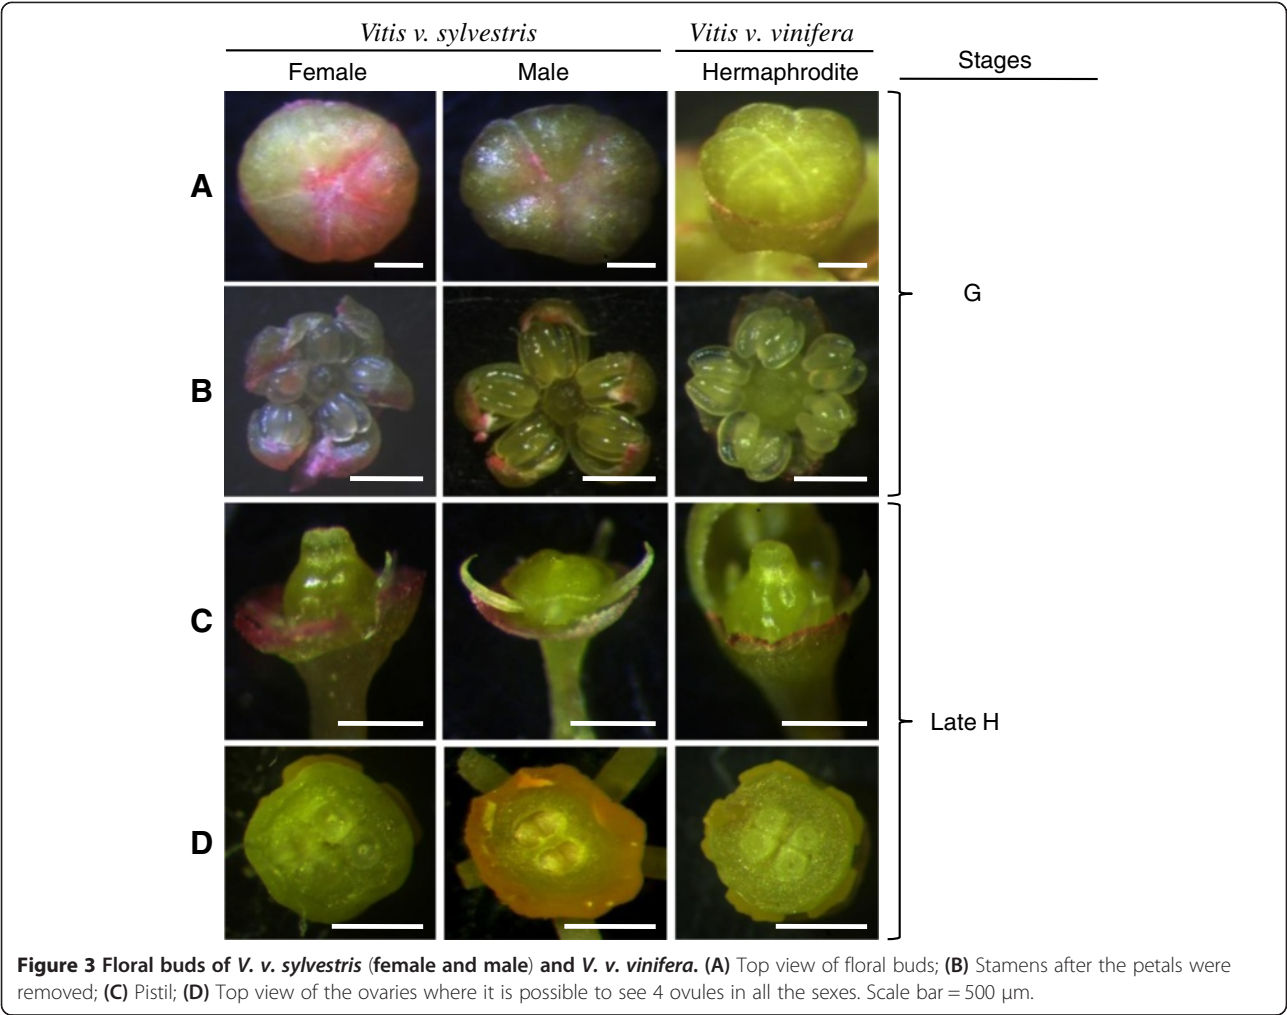 Vitis v. sylvestris
Vitis v. vinifera
Stages
Female
Male
Hermaphrodite
A
G
B
C
Late H
D
Figure 3 Floral buds of V. v. sylvestris (female and male) and V. v. vinifera. (A) Top view of floral buds; (B) Stamens after the petals were
removed; (C) Pistil; (D) Top view of the ovaries where it is possible to see 4 ovules in all the sexes. Scale bar = 500 μm.